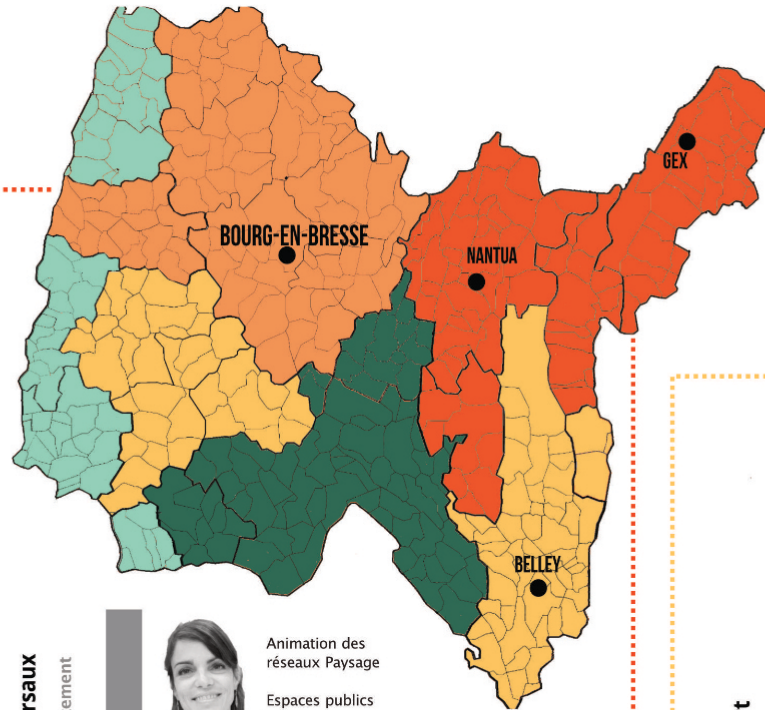 GEX
BOURG-EN-BRESSE
NANTUA
BELLEY
Animation des
réseaux Paysage
Espaces publics
rsaux
ement
t